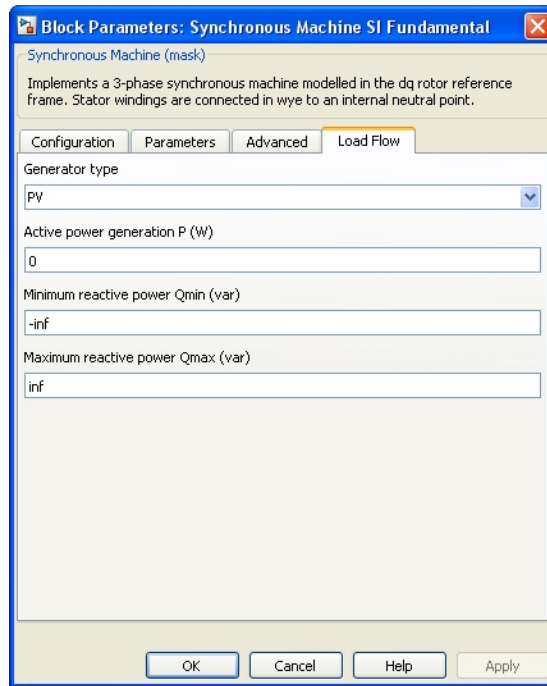 Block Parameters: Synchronous Machine SI Fundamental
Synchronous Machine (mask)
Implements a 3-phase synchronous machine modelled in the dq rotor reference
frame. Stator windings are connected in wye to an internal neutral point.
Configuration Parameters Advanced Load Flow
Generator type
PV
Active power generation P (W)
0
Minimum reactive power Qmin (var)
-inf
Maximum reactive power Qmax (var)
inf
OK Cancel Help Apply